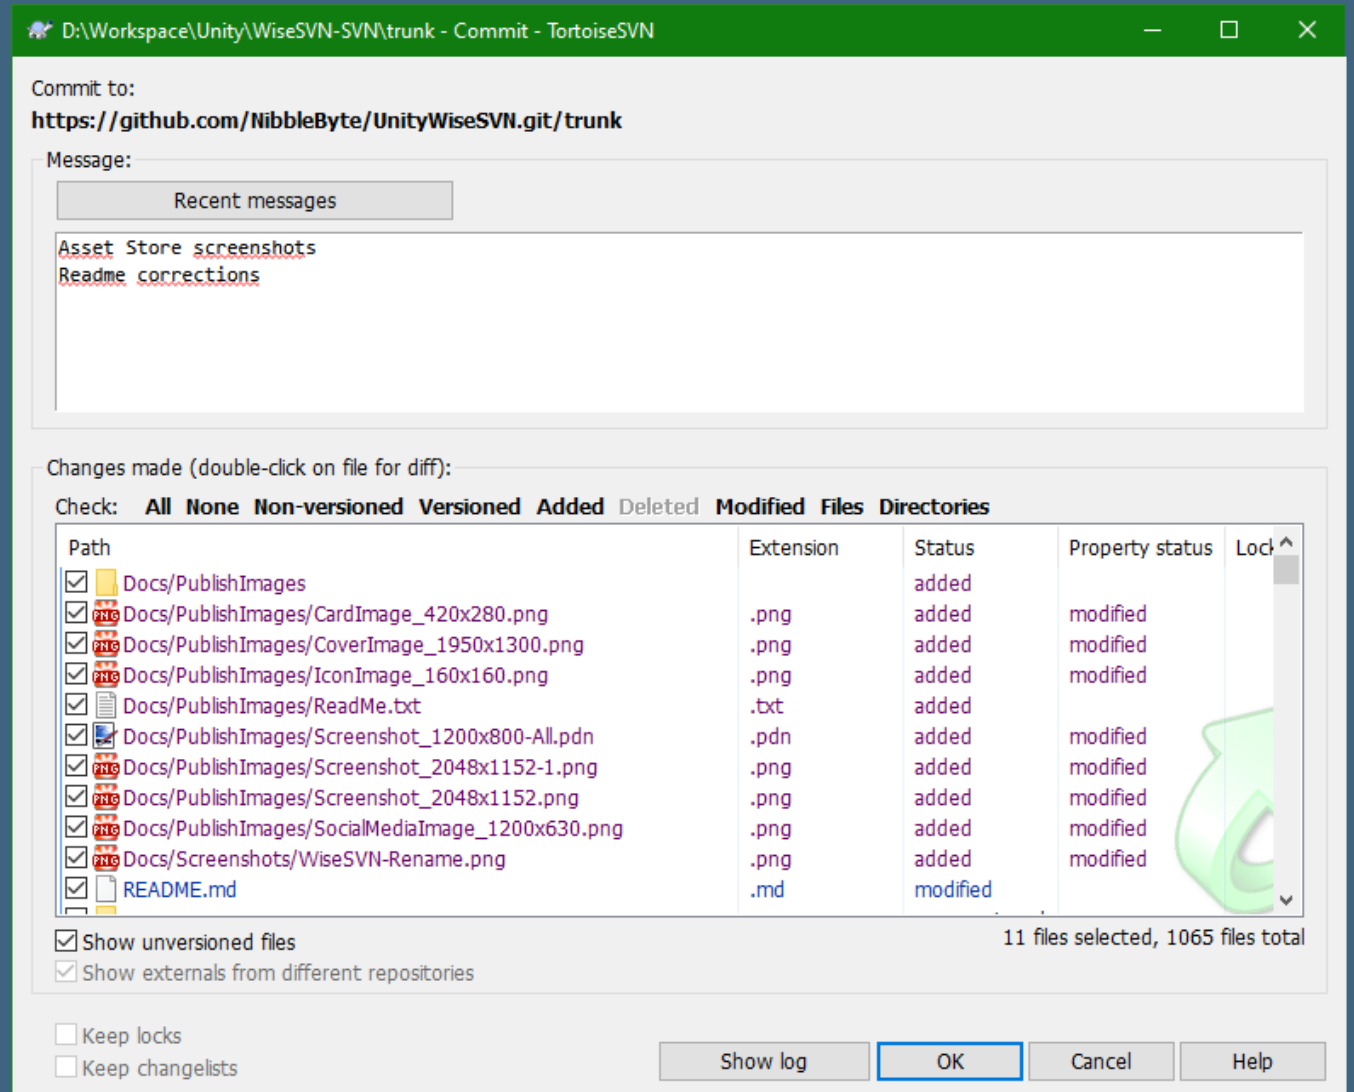 D:\Workspace\Unity\WiseSVN-SVN\trunk - Commit - TortoiseSVN
Commit to:
https://github.com/NibbleByte/UnityWiseSVN.git/trunk
Message:
Recent messages
Asset Store screenshots
Readme corrections
Changes made (double-click on file for diff):
Check: All None Non-versioned Versioned Added Deleted Modified Files Directories
Path Extension Status Property status Lock
Docs/PublishImages added
Docs/PublishImages/CardImage_420x280.png .png added modified
Docs/PublishImages/CoverImage_1950x1300.png .png added modified
Docs/PublishImages/IconImage_160x160.png .png added modified
Docs/PublishImages/ReadMe.txt .txt added
Docs/PublishImages/Screenshot_1200x800-All.pdn .pdn added modified
Docs/PublishImages/Screenshot_2048x1152-1.png .png added modified
Docs/PublishImages/Screenshot_2048x1152.png .png added modified
Docs/PublishImages/SocialMediaImage_1200x630.png .png added modified
Docs/Screenshots/WiseSVN-Rename.png .png added modified
README.md .md modified
Show unversioned files
11 files selected, 1065 files total
Show externals from different repositories
Keep locks
Keep changelists
Show log OK Cancel Help